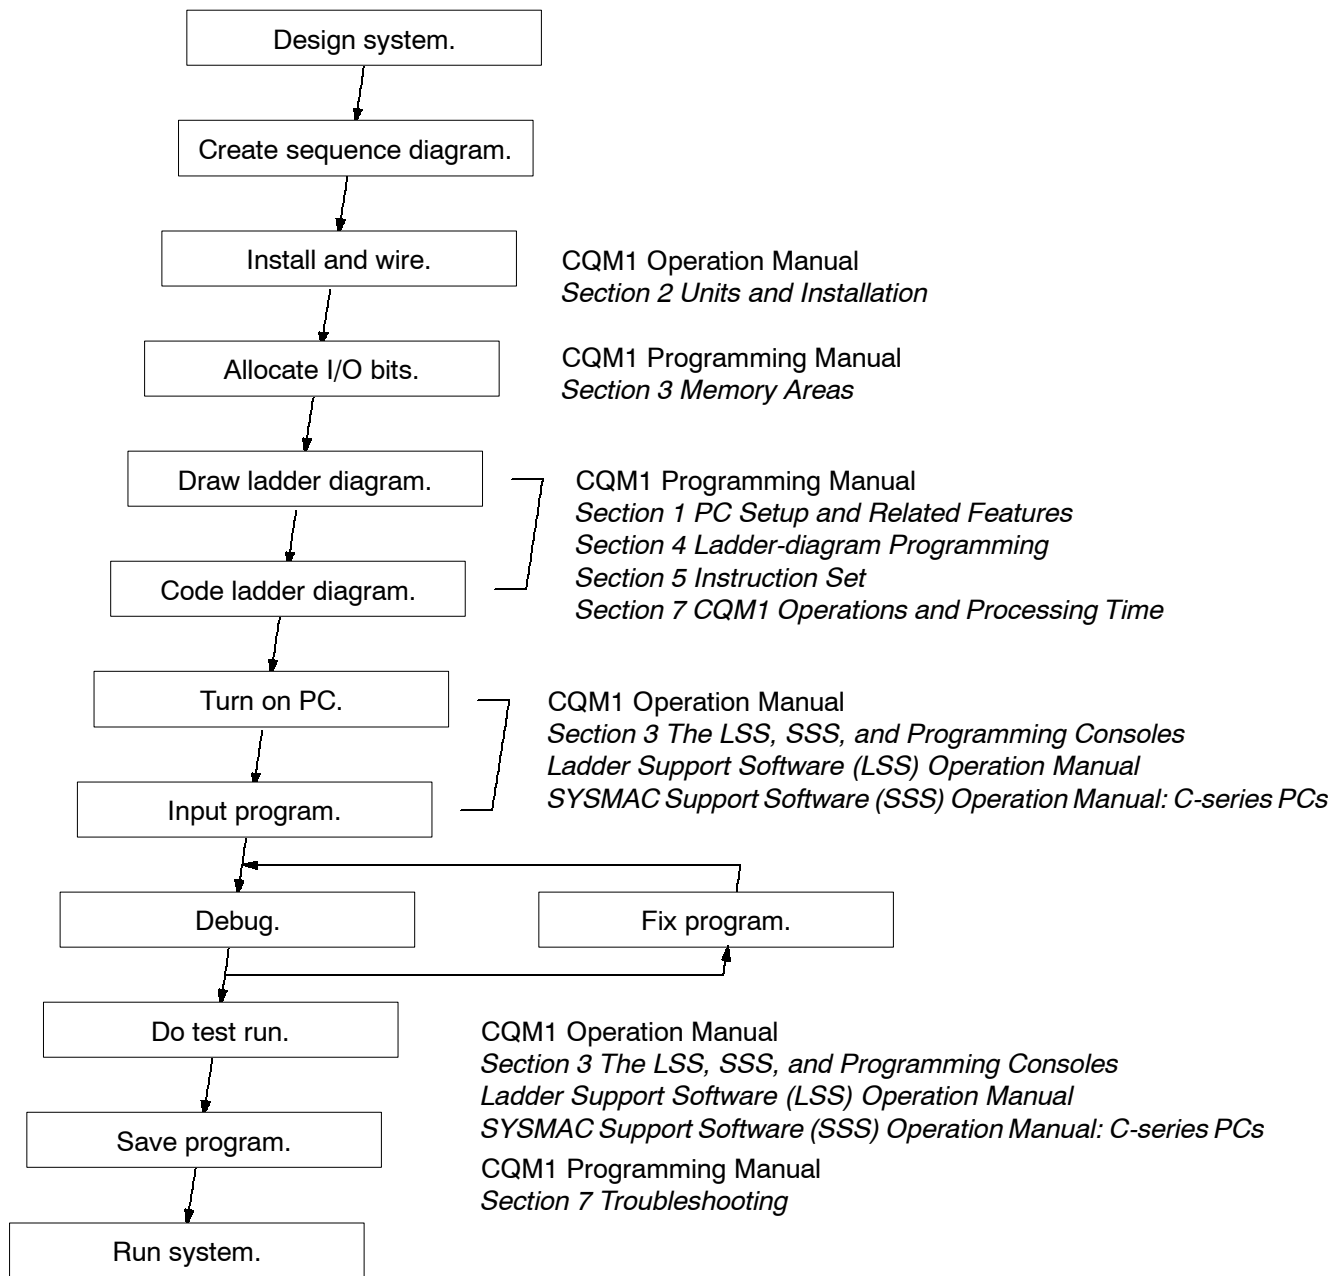 Design system.
Create sequence diagram.
Install and wire.
CQM1 Operation Manual
Section 2 Units and Installation
Allocate I/O bits.
CQM1 Programming Manual
Section 3 Memory Areas
Draw ladder diagram.
Code ladder diagram.
CQM1 Programming Manual
Section 1 PC Setup and Related Features
Section 4 Ladder-diagram Programming
Section 5 Instruction Set
Section 7 CQM1 Operations and Processing Time
Turn on PC.
Input program.
CQM1 Operation Manual
Section 3 The LSS, SSS, and Programming Consoles
Ladder Support Software (LSS) Operation Manual
SYSMAC Support Software (SSS) Operation Manual: C-series PCs
Debug.
Fix program.
Do test run.
CQM1 Operation Manual
Section 3 The LSS, SSS, and Programming Consoles
Ladder Support Software (LSS) Operation Manual
SYSMAC Support Software (SSS) Operation Manual: C-series PCs
Save program.
CQM1 Programming Manual
Section 7 Troubleshooting
Run system.